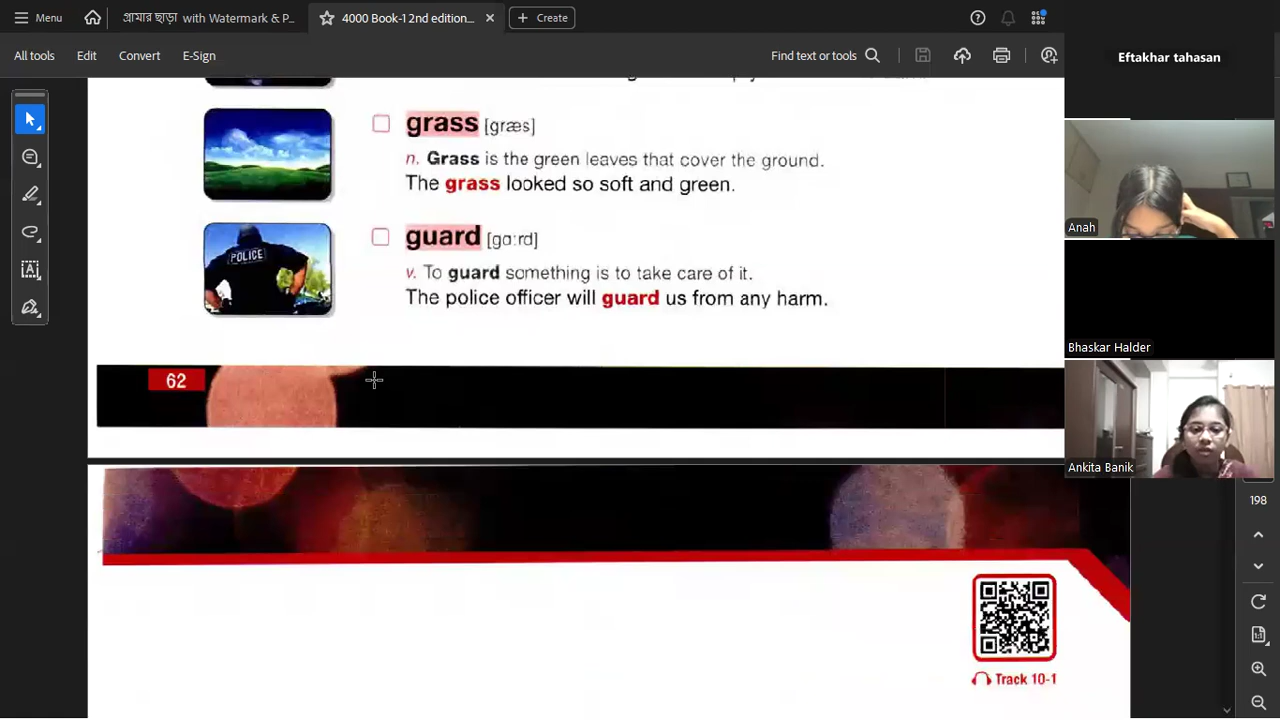 Menu
গ্রামার ছাড়া with Watermark & P...
4000 Book-1 2nd edition...
Create
All tools
Edit
Convert
E-Sign
Find text or tools
Eftakhar tahasan
grass [græs]
n. Grass is the green leaves that cover the ground.
The grass looked so soft and green.
Anah
POLICE
guard [gɑːrd]
v. To guard something is to take care of it.
The police officer will guard us from any harm.
Bhaskar Halder
62
Ankita Banik
198
1:1
Track 10-1